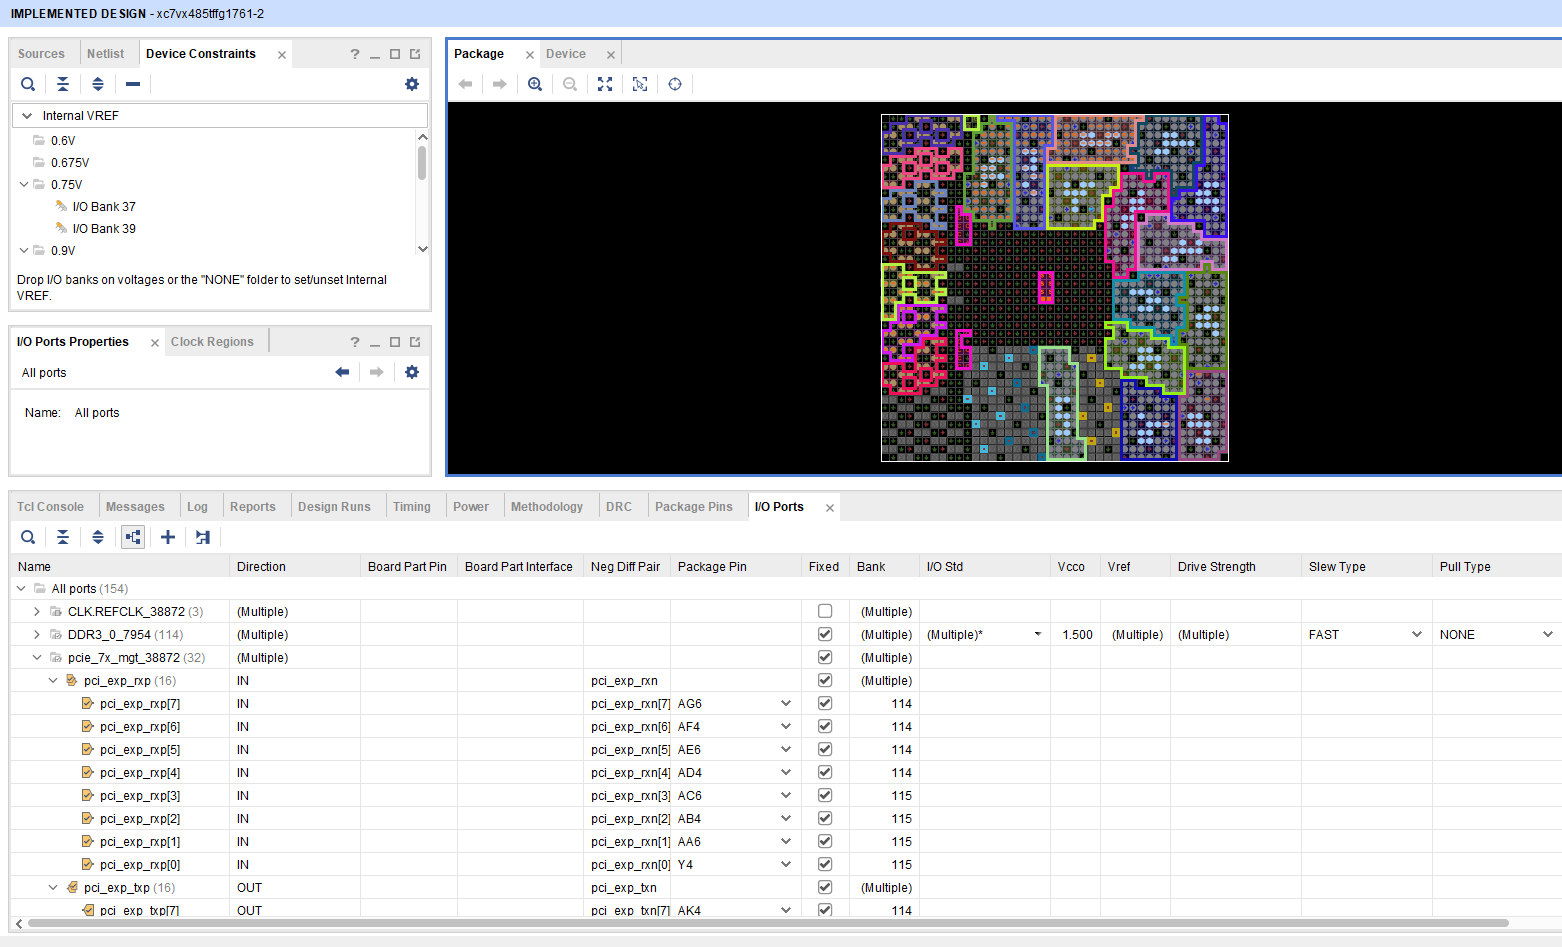 IMPLEMENTED DESIGN - xc7vx485tffg1761-2
Sources Netlist Device Constraints
Internal VREF
0.6V
0.675V
0.75V
I/O Bank 37
I/O Bank 39
0.9V
Drop I/O banks on voltages or the "NONE" folder to set/unset Internal
VREF.
I/O Ports Properties Clock Regions
All ports
Name: All ports
Package Device
Tcl Console Messages Log Reports Design Runs Timing Power Methodology DRC Package Pins I/O Ports
Name Direction Board Part Pin Board Part Interface Neg Diff Pair Package Pin Fixed Bank I/O Std Vcco Vref Drive Strength Slew Type Pull Type
All ports (154)
CLK.REFCLK_38872 (3) (Multiple) (Multiple)
DDR3_0_7954 (114) (Multiple) (Multiple) (Multiple)* 1.500 (Multiple) (Multiple) FAST NONE
pcie_7x_mgt_38872 (32) (Multiple) (Multiple)
pci_exp_rxp (16) IN pci_exp_rxn (Multiple)
pci_exp_rxp[7] IN pci_exp_rxn[7] AG6 114
pci_exp_rxp[6] IN pci_exp_rxn[6] AF4 114
pci_exp_rxp[5] IN pci_exp_rxn[5] AE6 114
pci_exp_rxp[4] IN pci_exp_rxn[4] AD4 114
pci_exp_rxp[3] IN pci_exp_rxn[3] AC6 115
pci_exp_rxp[2] IN pci_exp_rxn[2] AB4 115
pci_exp_rxp[1] IN pci_exp_rxn[1] AA6 115
pci_exp_rxp[0] IN pci_exp_rxn[0] Y4 115
pci_exp_txp (16) OUT pci_exp_txn (Multiple)
pci_exp_txp[7] OUT pci_exp_txn[7] AK4 114